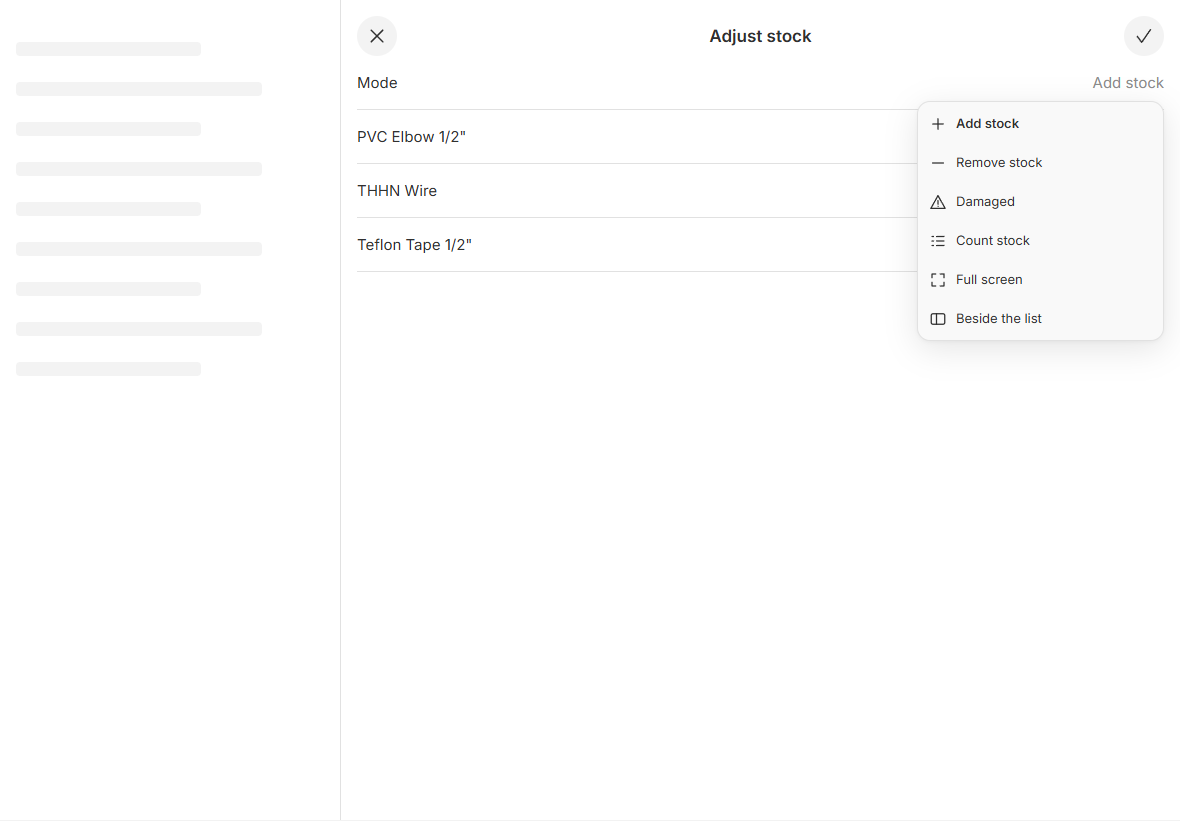 Adjust stock
Mode
Add stock
PVC Elbow 1/2"
THHN Wire
Teflon Tape 1/2"
Add stock
Remove stock
Damaged
Count stock
Full screen
Beside the list